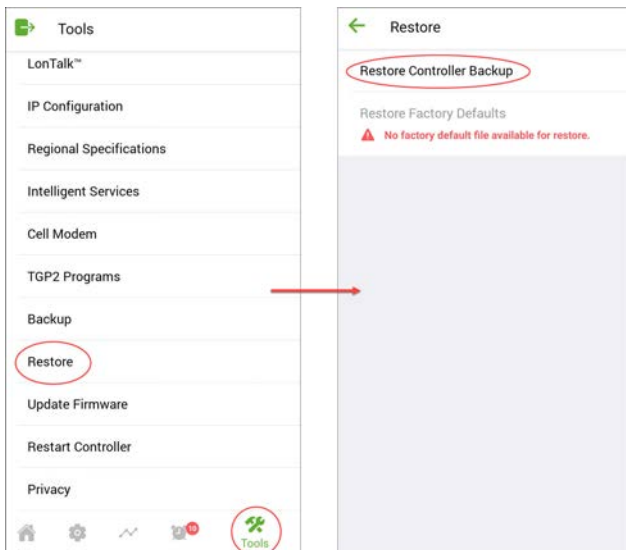 Tools
LonTalk™
IP Configuration
Regional Specifications
Intelligent Services
Cell Modem
TGP2 Programs
Backup
Restore
Update Firmware
Restart Controller
Privacy
10
Tools
Restore
Restore Controller Backup
Restore Factory Defaults
No factory default file available for restore.